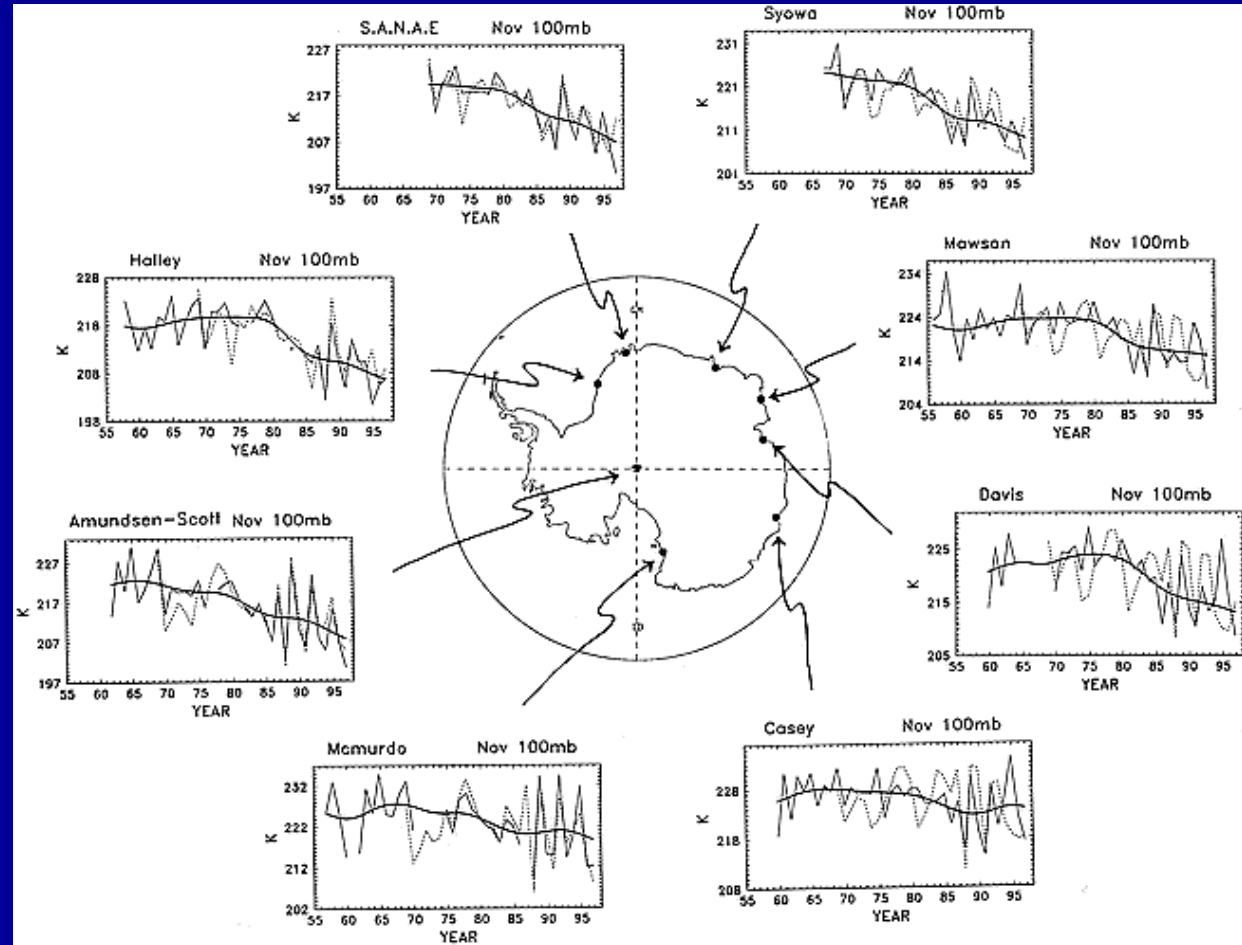 S.A.N.A.E Nov 100mb
227
217
207
197
K
55 60 65 70 75 80 85 90 95
YEAR
Syowa Nov 100mb
231
221
211
201
K
55 60 65 70 75 80 85 90 95
YEAR
Halley Nov 100mb
228
218
208
198
K
55 60 65 70 75 80 85 90 95
YEAR
Mawson Nov 100mb
234
224
214
204
K
55 60 65 70 75 80 85 90 95
YEAR
Amundsen-Scott Nov 100mb
227
217
207
197
K
55 60 65 70 75 80 85 90 95
YEAR
Davis Nov 100mb
225
215
205
K
55 60 65 70 75 80 85 90 95
YEAR
Mcmurdo Nov 100mb
232
222
212
202
K
55 60 65 70 75 80 85 90 95
YEAR
Casey Nov 100mb
228
218
208
K
55 60 65 70 75 80 85 90 95
YEAR